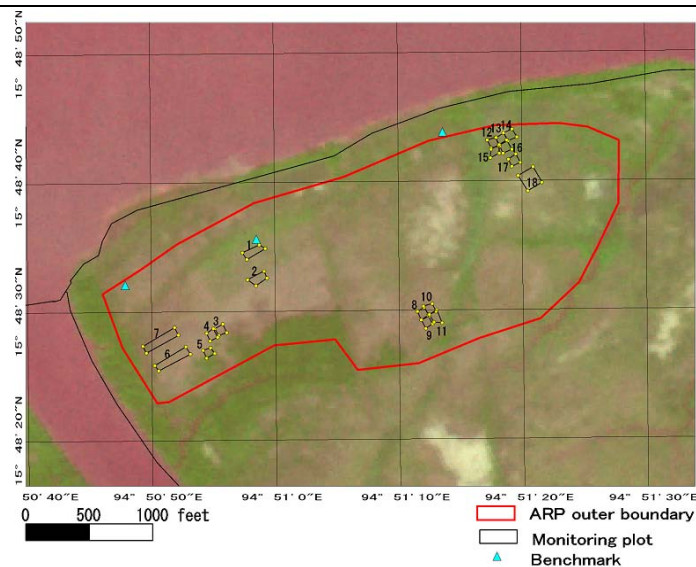 15° 48′50″N
15° 48′40″N
15° 48′30″N
15° 48′20″N
12 13 14
15 16
17
18
1
2
8 10
9 11
7 4 3
6 5
50′40″E 94° 50′50″E 94° 51′0″E 94° 51′10″E 94° 51′20″E 94° 51′30″E
0 500 1000 feet
ARP outer boundary
Monitoring plot
Benchmark